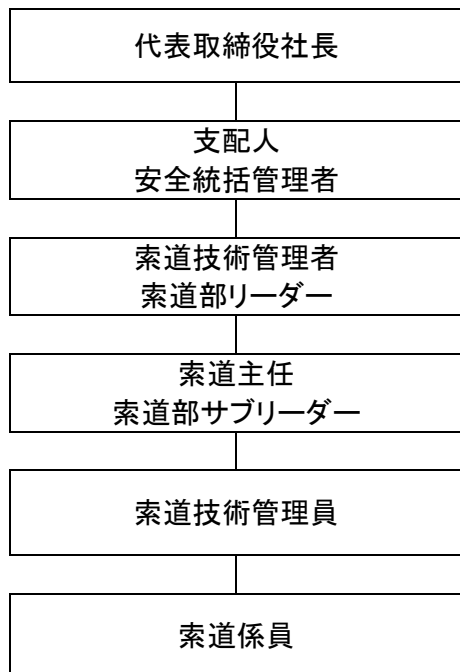 代表取締役社長
支配人
安全統括管理者
索道技術管理者
索道部リーダー
索道主任
索道部サブリーダー
索道技術管理員
索道係員